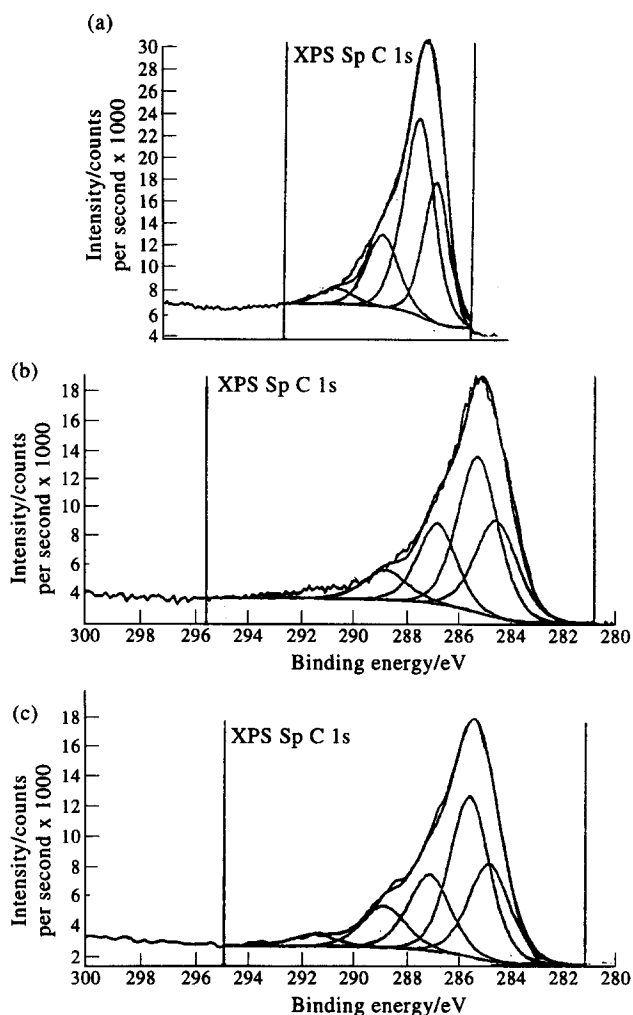 (a)
XPS Sp C 1s
Intensity/counts
per second x 1000
30
28
26
24
22
20
18
16
14
12
10
8
6
4
(b)
XPS Sp C 1s
Intensity/counts
per second x 1000
18
16
14
12
10
8
6
4
300 298 296 294 292 290 288 286 284 282 280
Binding energy/eV
(c)
XPS Sp C 1s
Intensity/counts
per second x 1000
18
16
14
12
10
8
6
4
2
300 298 296 294 292 290 288 286 284 282 280
Binding energy/eV